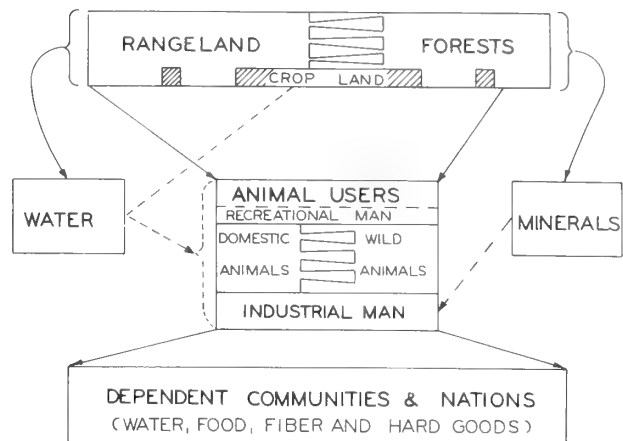 RANGELAND FORESTS
CROP LAND
WATER
ANIMAL USERS
RECREATIONAL MAN
DOMESTIC WILD
ANIMALS ANIMALS
INDUSTRIAL MAN
MINERALS
DEPENDENT COMMUNITIES & NATIONS
(WATER, FOOD, FIBER AND HARD GOODS)